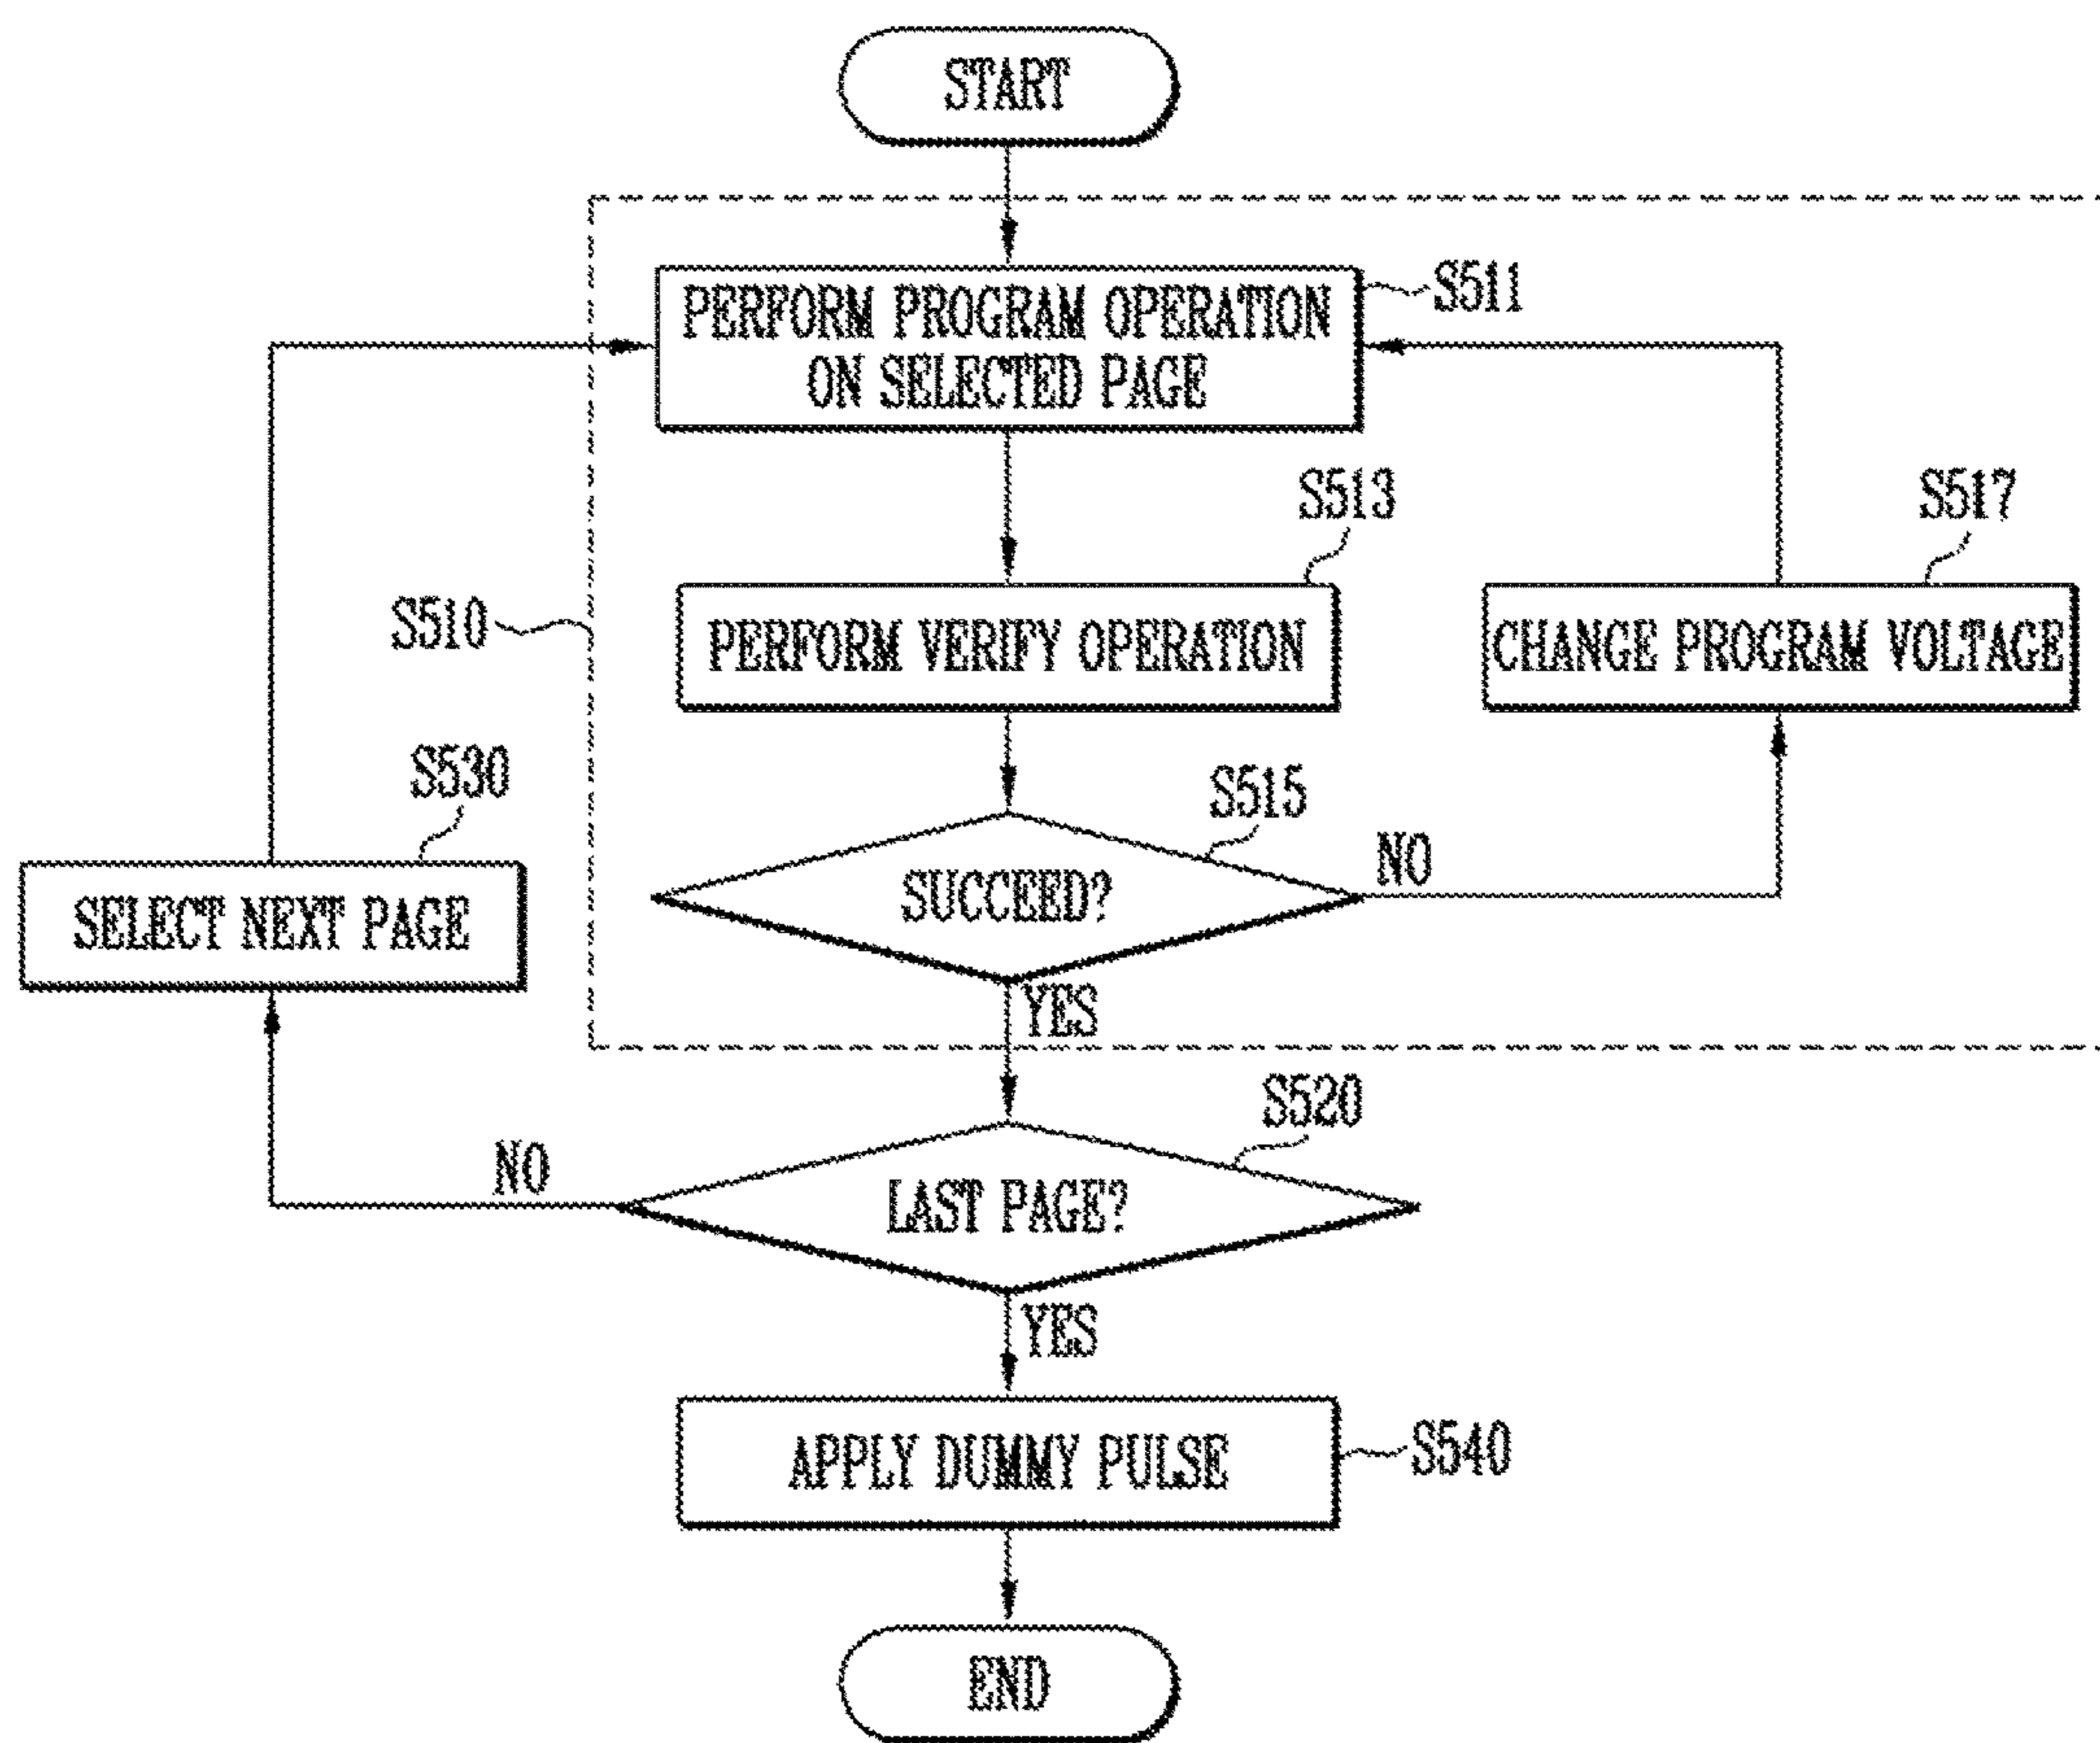 START
PERFORM PROGRAM OPERATION
ON SELECTED PAGE
S511
S513
S517
S510
PERFORM VERIFY OPERATION
CHANGE PROGRAM VOLTAGE
S530
S515
SELECT NEXT PAGE
SUCCEED?
NO
YES
S520
NO
LAST PAGE?
YES
APPLY DUMMY PULSE
S540
END